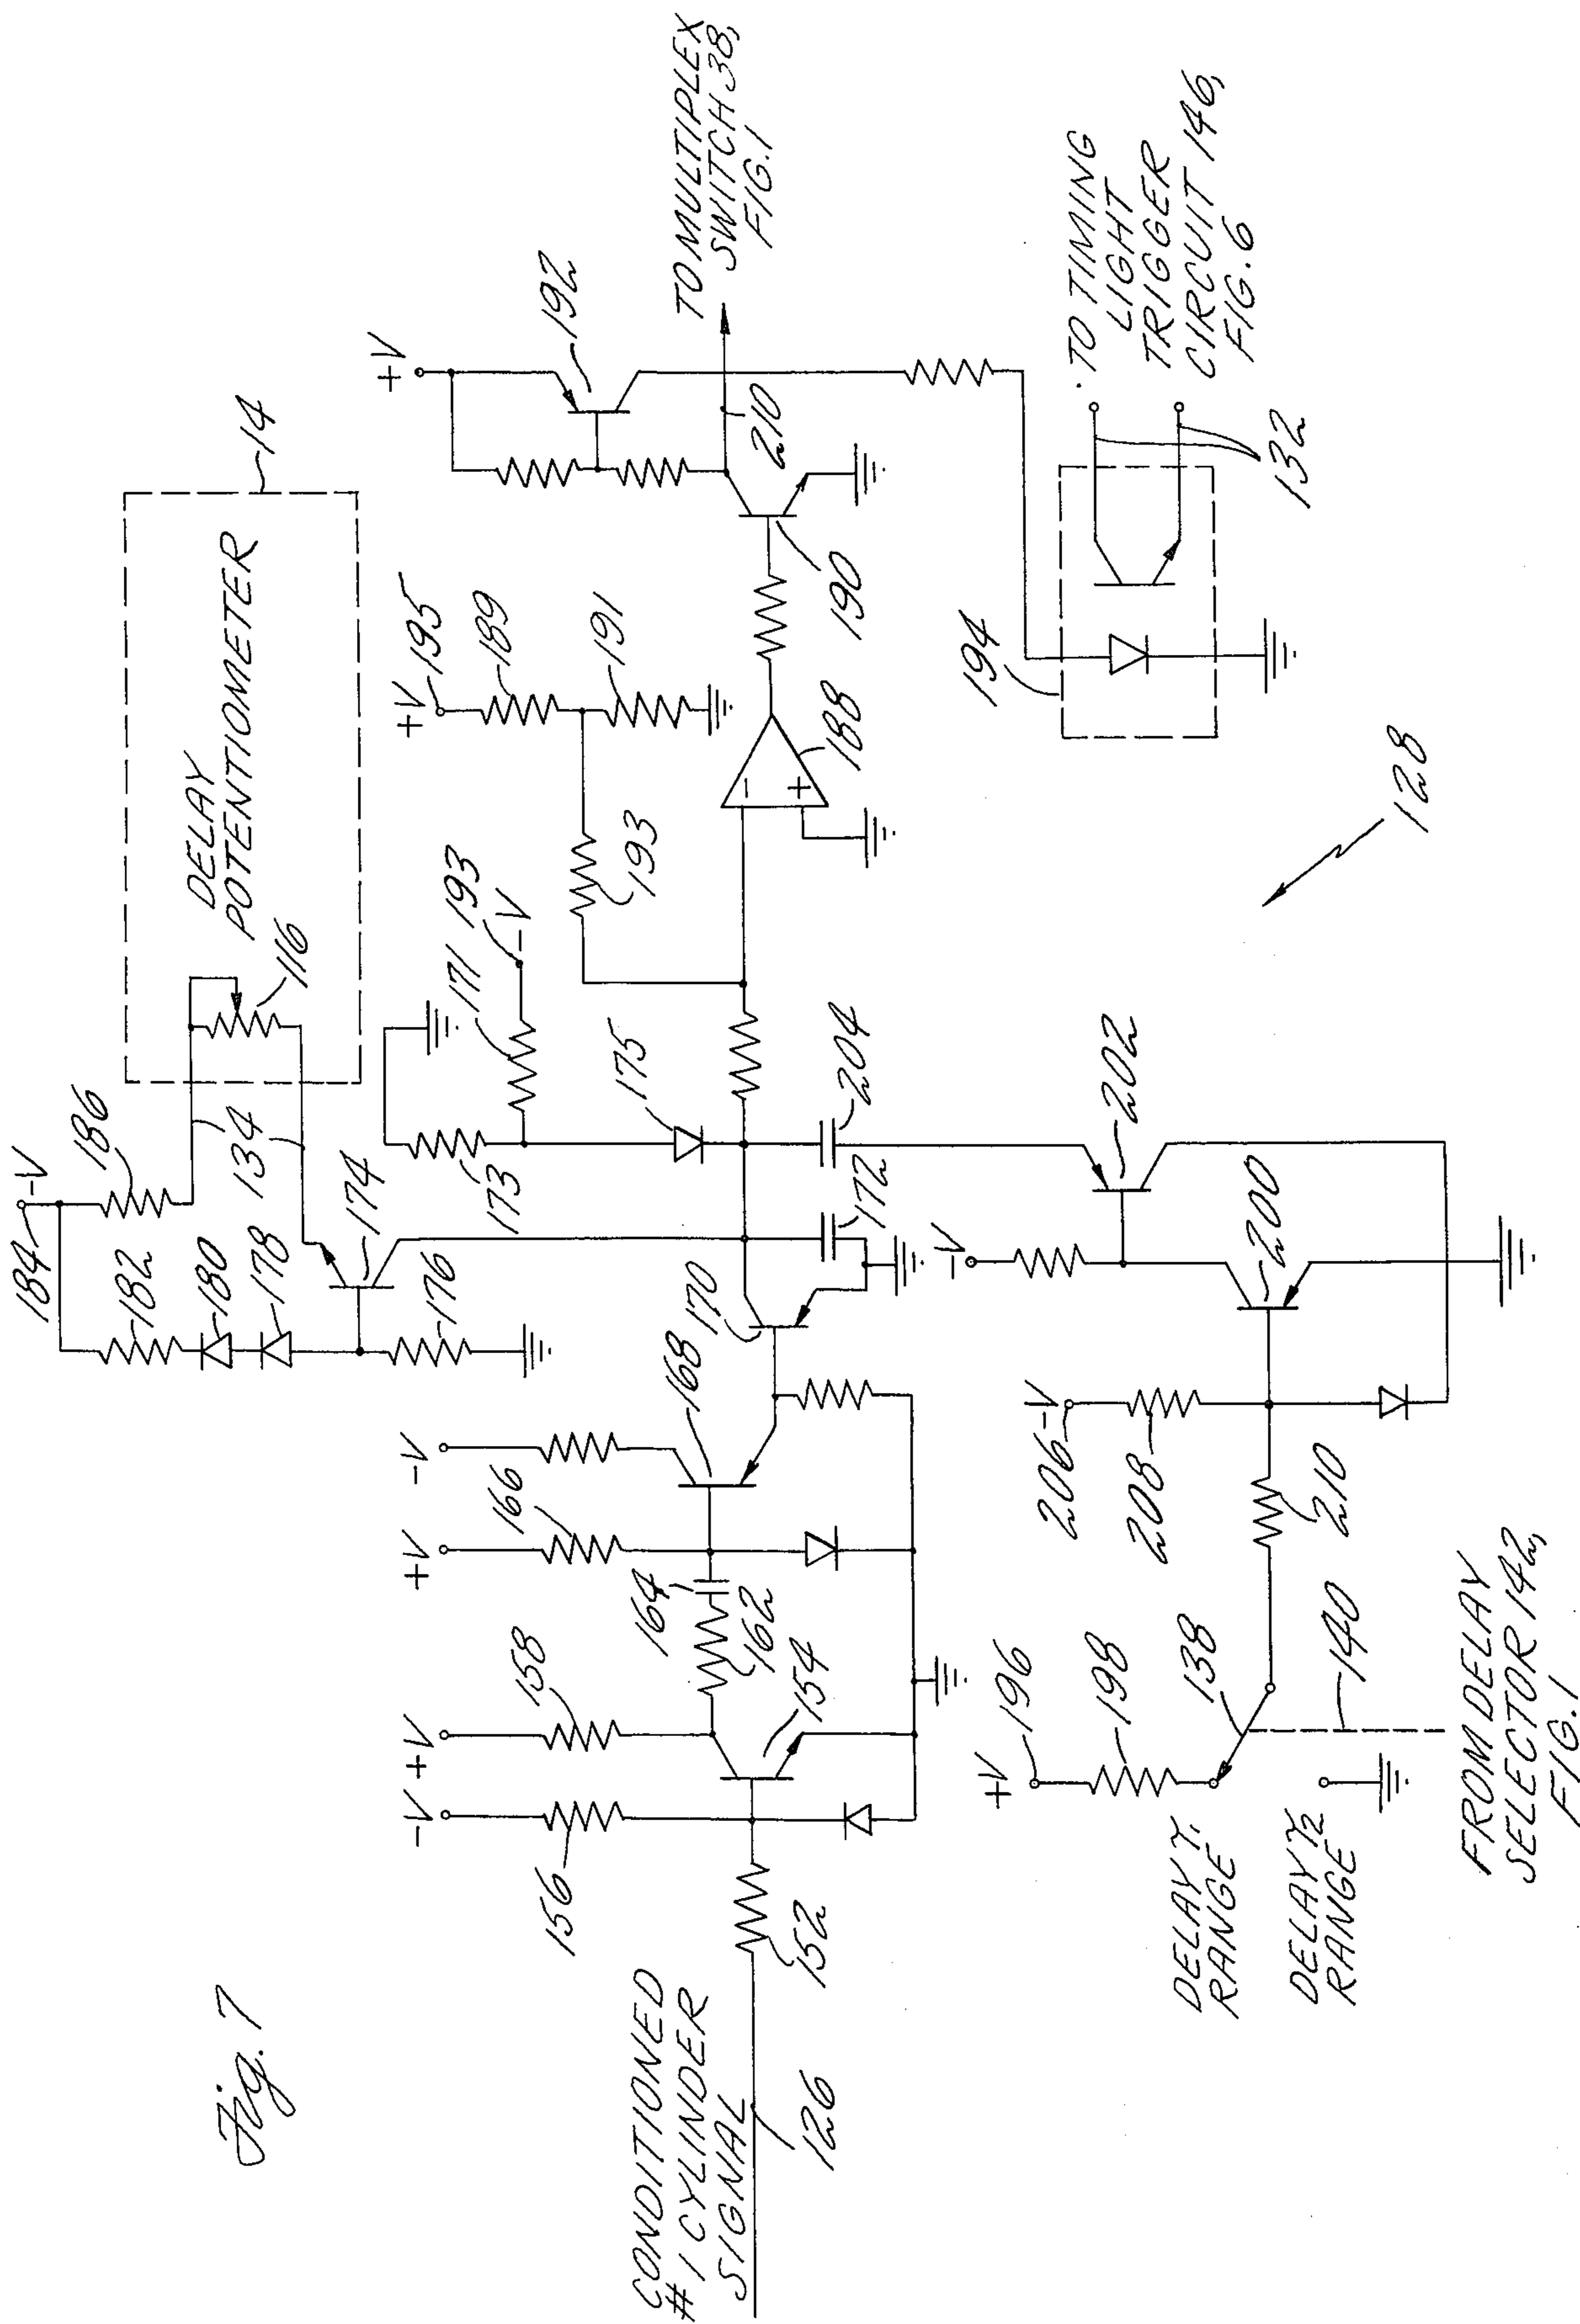 Fig. 7
CONDITIONED
#1 CYLINDER
SIGNAL
126
152
156
-V
158
+V
154
162
164
166
+V
-V
168
170
184
-V
182
180
178
176
186
134
174
DELAY
POTENTIOMETER
14
116
173
171
193
-V
175
172
204
193
+V
195
189
191
188
190
+V
192
210
TO MULTIPLEX
SWITCH 38,
FIG. 1
194
132
TO TIMING
LIGHT
TRIGGER
CIRCUIT 146,
FIG. 6
128
+V
196
198
138
140
DELAY T1
RANGE
DELAY T2
RANGE
FROM DELAY
SELECTOR 142,
FIG. 1
206
-V
208
210
-V
200
202